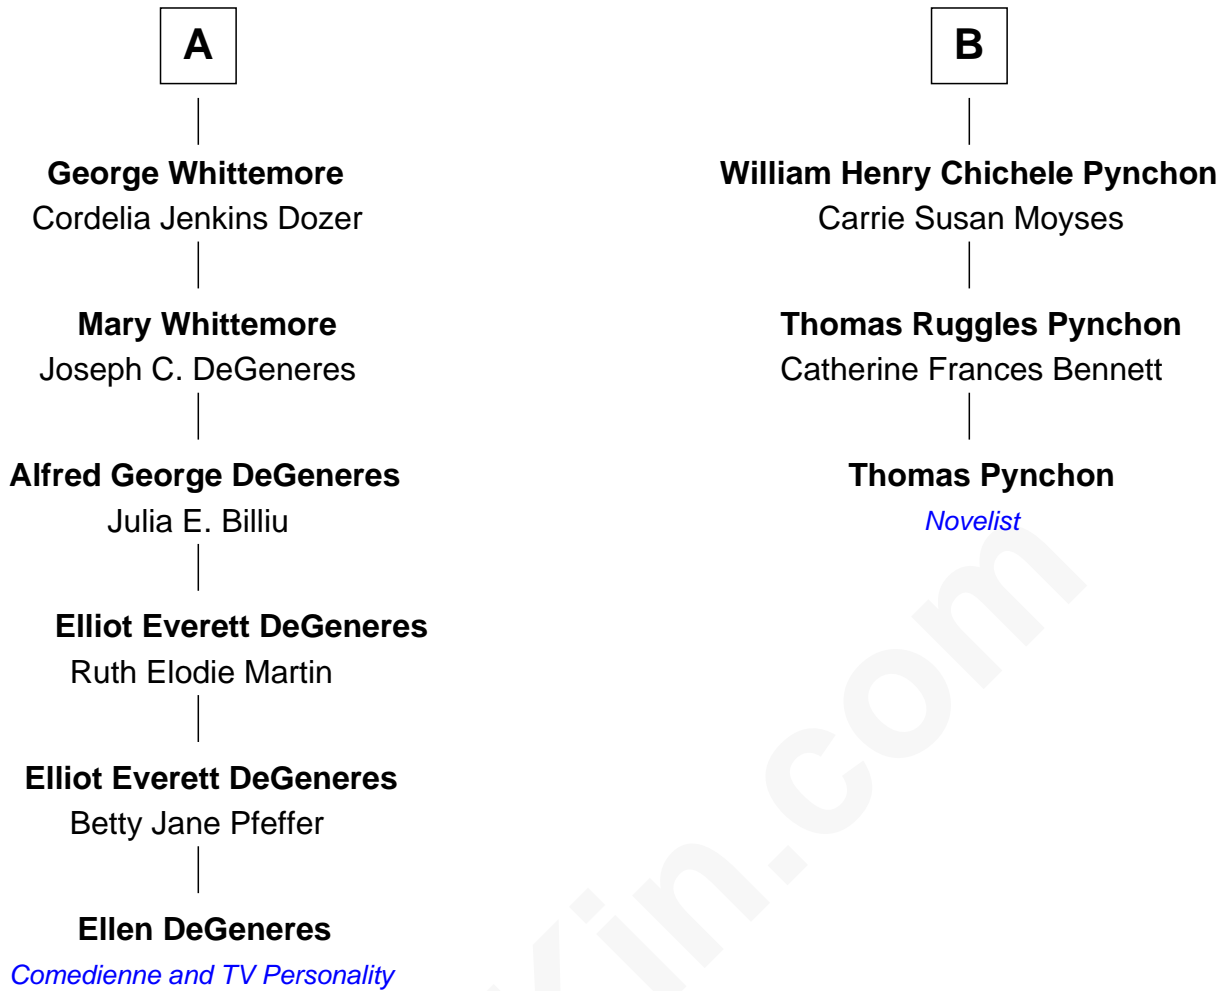 A
George Whittemore
Cordelia Jenkins Dozer
Mary Whittemore
Joseph C. DeGeneres
Alfred George DeGeneres
Julia E. Billiu
Elliot Everett DeGeneres
Ruth Elodie Martin
Elliot Everett DeGeneres
Betty Jane Pfeffer
Ellen DeGeneres
Comedienne and TV Personality
B
William Henry Chichele Pynchon
Carrie Susan Moyses
Thomas Ruggles Pynchon
Catherine Frances Bennett
Thomas Pynchon
Novelist